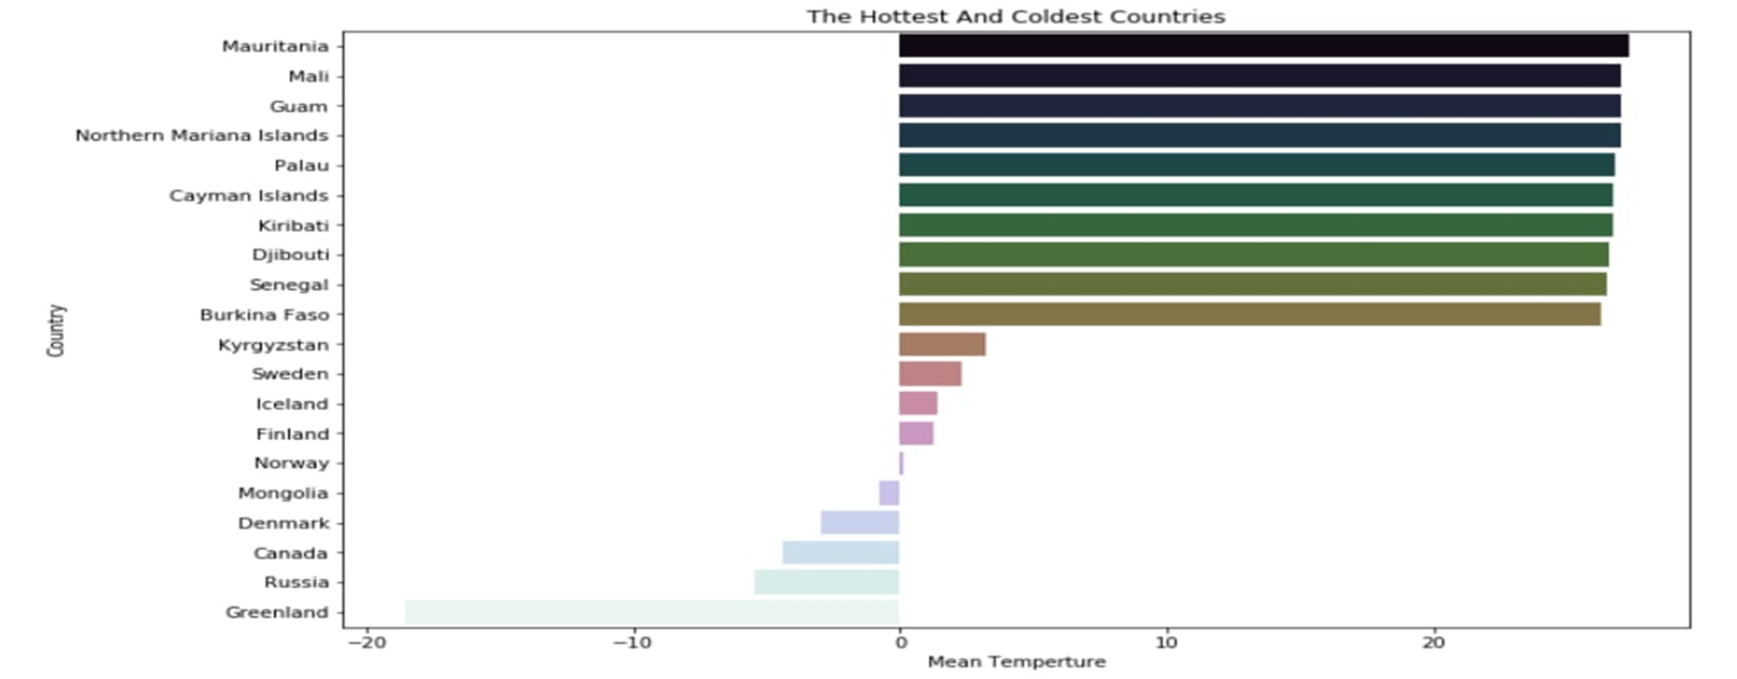 The Hottest And Coldest Countries
Mauritania
Mali
Guam
Northern Mariana Islands
Palau
Cayman Islands
Kiribati
Djibouti
Senegal
Burkina Faso
Kyrgyzstan
Sweden
Iceland
Finland
Norway
Mongolia
Denmark
Canada
Russia
Greenland
Country
−20 −10 0 10 20
Mean Temperture